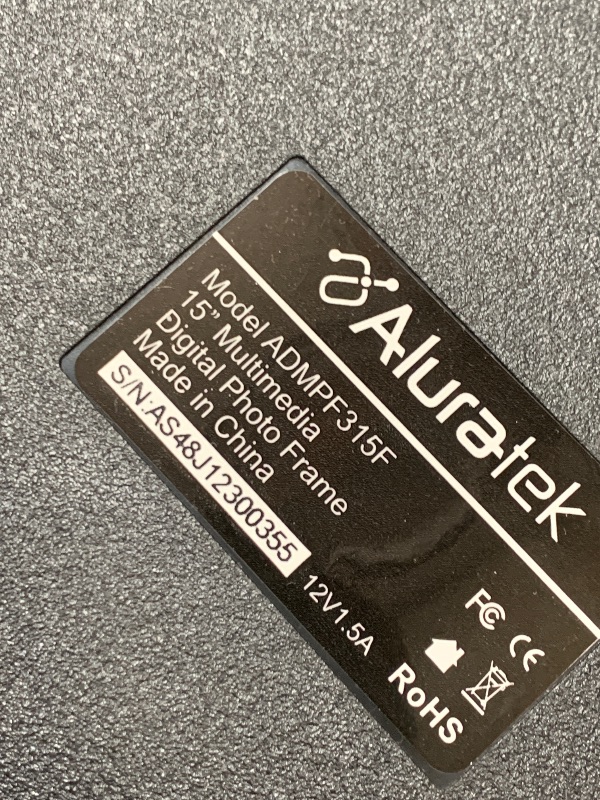 Aluratek
Model ADMPF315F
15” Multimedia
Digital Photo Frame
Made in China
S/N:AS48J12300355
12V1.5A
FC CE
RoHS